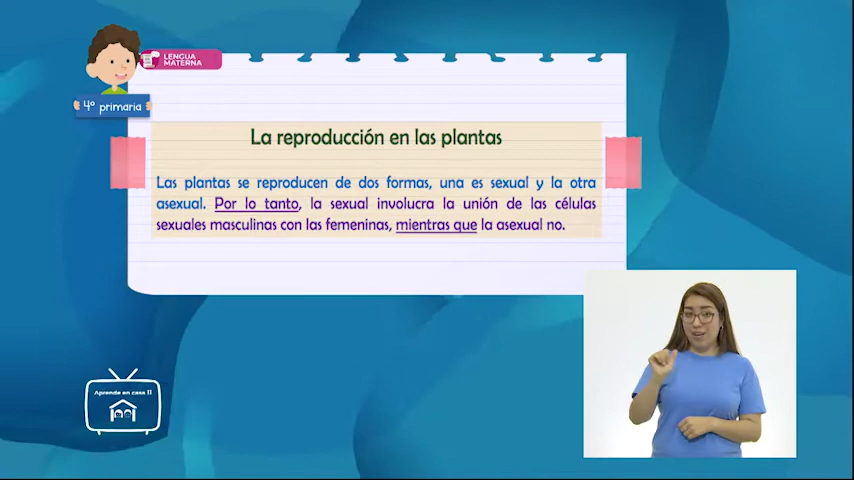 LENGUA
MATERNA
4º primaria
La reproducción en las plantas
Las plantas se reproducen de dos formas, una es sexual y la otra
asexual. Por lo tanto, la sexual involucra la unión de las células
sexuales masculinas con las femeninas, mientras que la asexual no.
Aprende en casa II